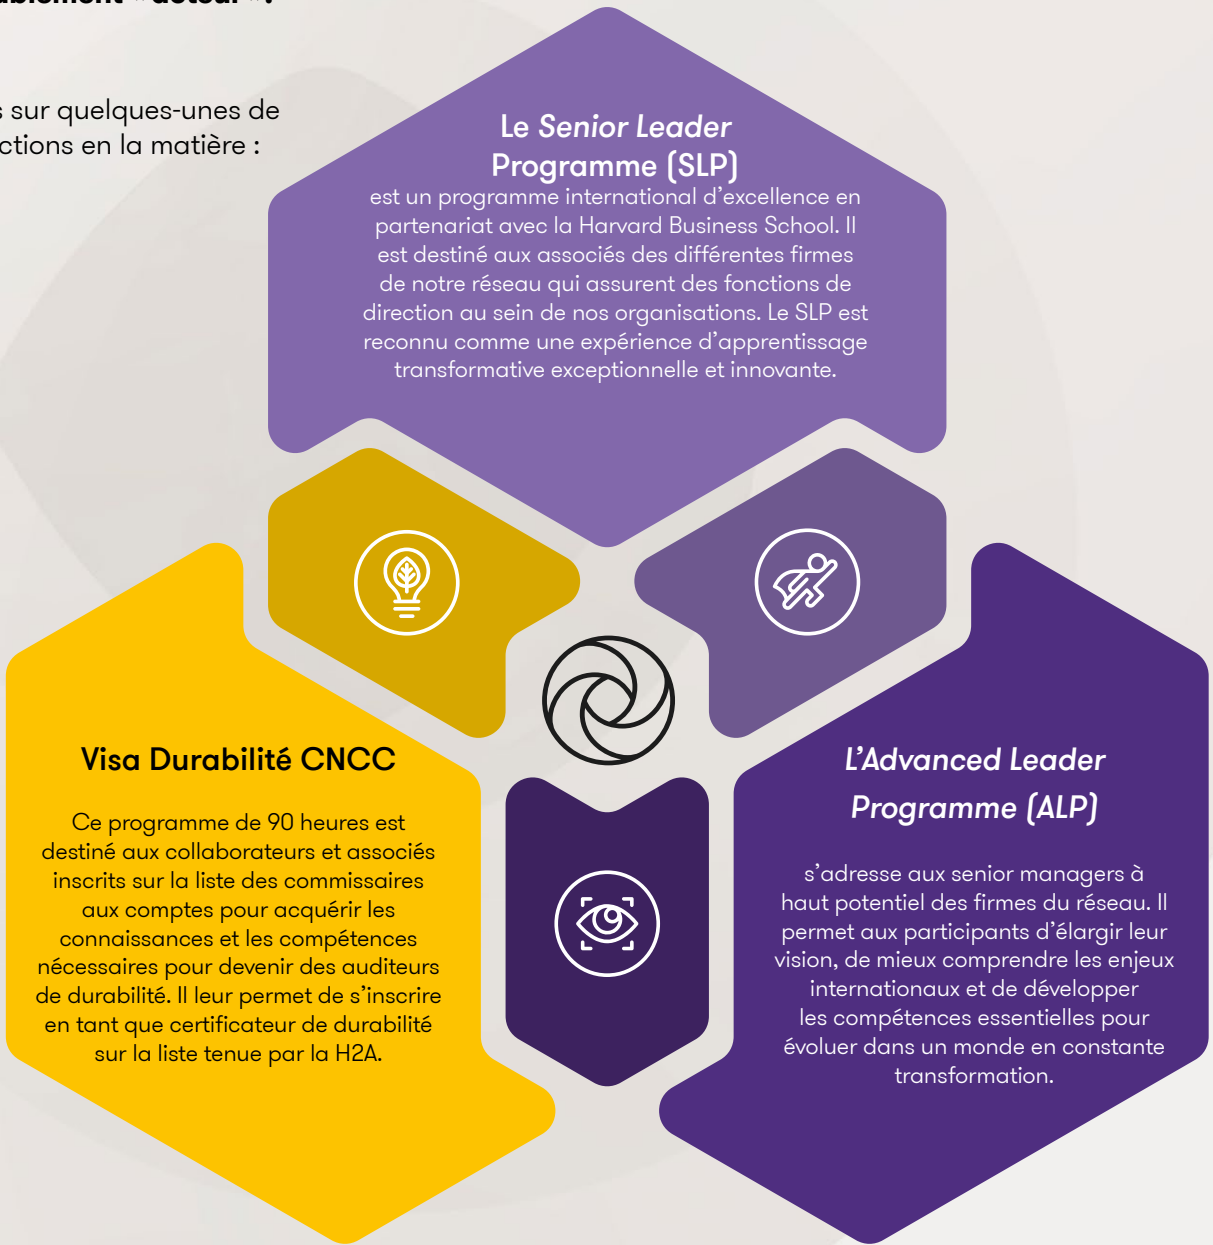 « acteur ».
sur quelques-unes de
en la matière :
Le Senior Leader
Programme (SLP)
est un programme international d’excellence en
partenariat avec la Harvard Business School. Il
est destiné aux associés des différentes firmes
de notre réseau qui assurent des fonctions de
direction au sein de nos organisations. Le SLP est
reconnu comme une expérience d’apprentissage
transformative exceptionnelle et innovante.
Visa Durabilité CNCC
Ce programme de 90 heures est
destiné aux collaborateurs et associés
inscrits sur la liste des commissaires
aux comptes pour acquérir les
connaissances et les compétences
nécessaires pour devenir des auditeurs
de durabilité. Il leur permet de s’inscrire
en tant que certificateur de durabilité
sur la liste tenue par la H2A.
L’Advanced Leader
Programme (ALP)
s’adresse aux senior managers à
haut potentiel des firmes du réseau. Il
permet aux participants d’élargir leur
vision, de mieux comprendre les enjeux
internationaux et de développer
les compétences essentielles pour
évoluer dans un monde en constante
transformation.